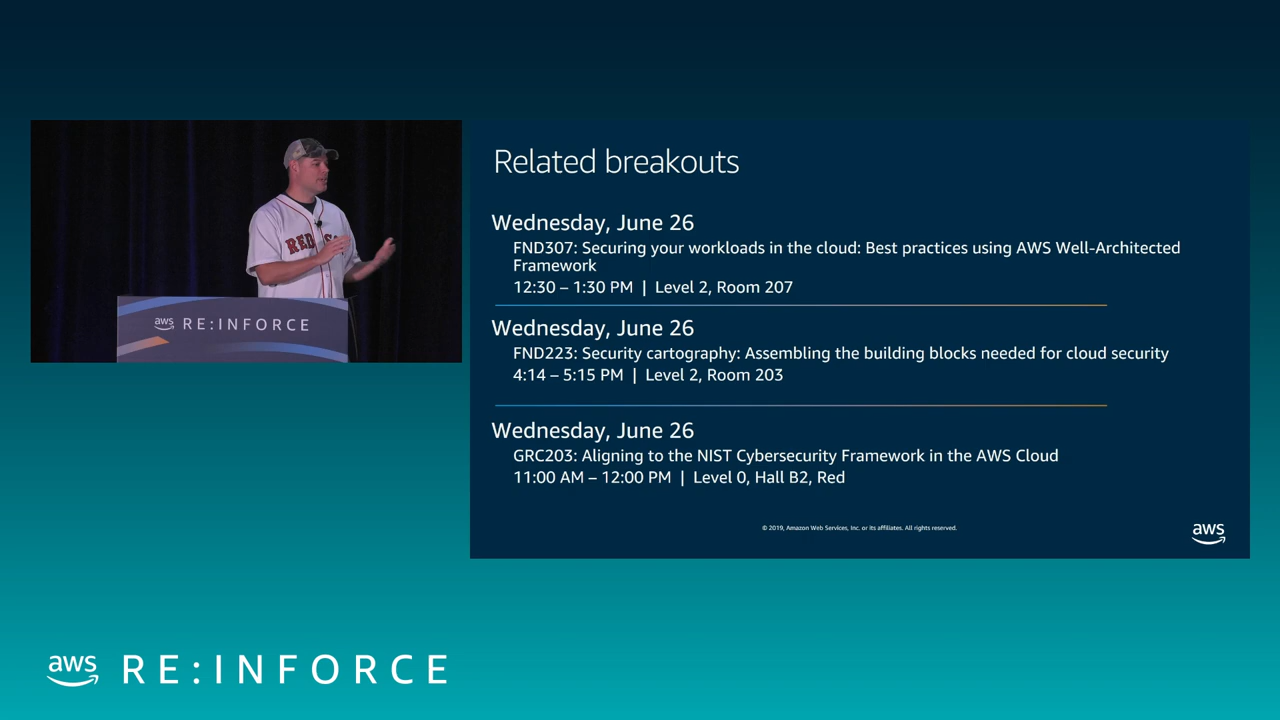 RED
aws RE:INFORCE
Related breakouts
Wednesday, June 26
FND307: Securing your workloads in the cloud: Best practices using AWS Well-Architected
Framework
12:30 – 1:30 PM | Level 2, Room 207
Wednesday, June 26
FND223: Security cartography: Assembling the building blocks needed for cloud security
4:14 – 5:15 PM | Level 2, Room 203
Wednesday, June 26
GRC203: Aligning to the NIST Cybersecurity Framework in the AWS Cloud
11:00 AM – 12:00 PM | Level 0, Hall B2, Red
© 2019, Amazon Web Services, Inc. or its affiliates. All rights reserved.
aws
aws RE:INFORCE